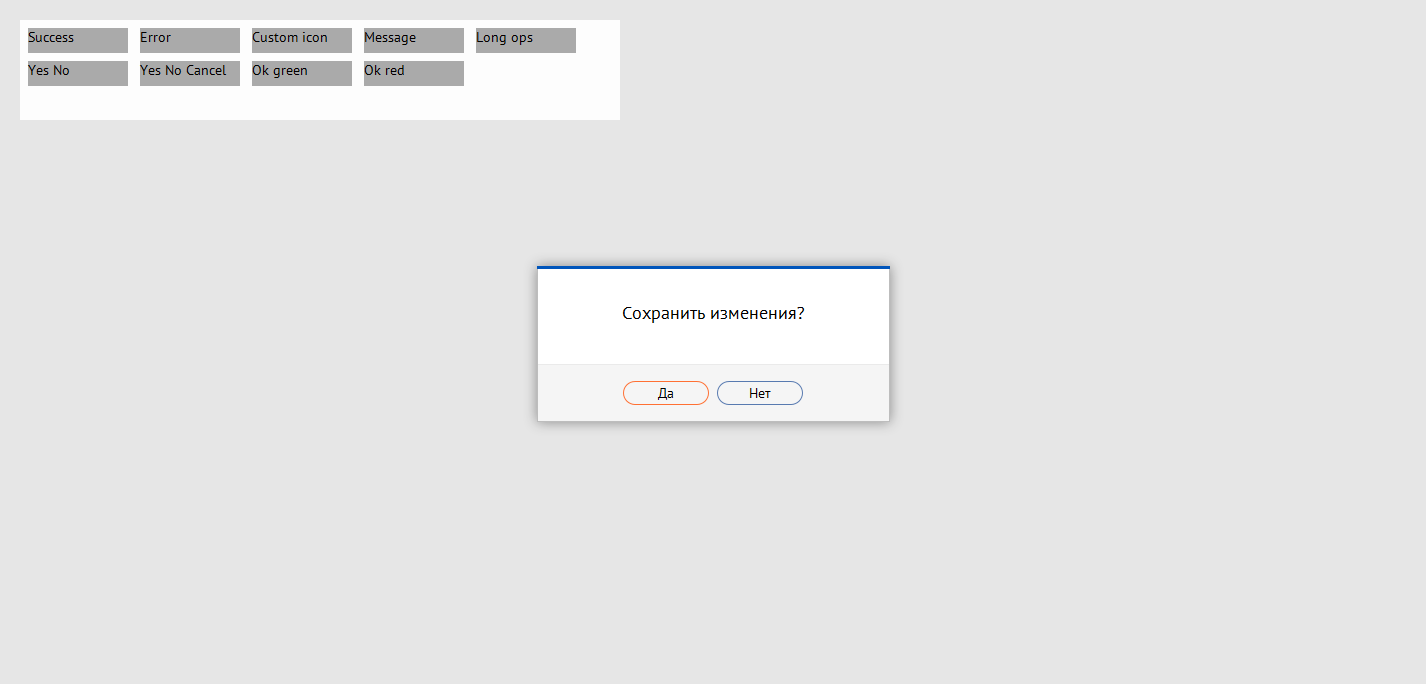 Success Error Custom icon Message Long ops
Yes No Yes No Cancel Ok green Ok red
Сохранить изменения?
Да Нет